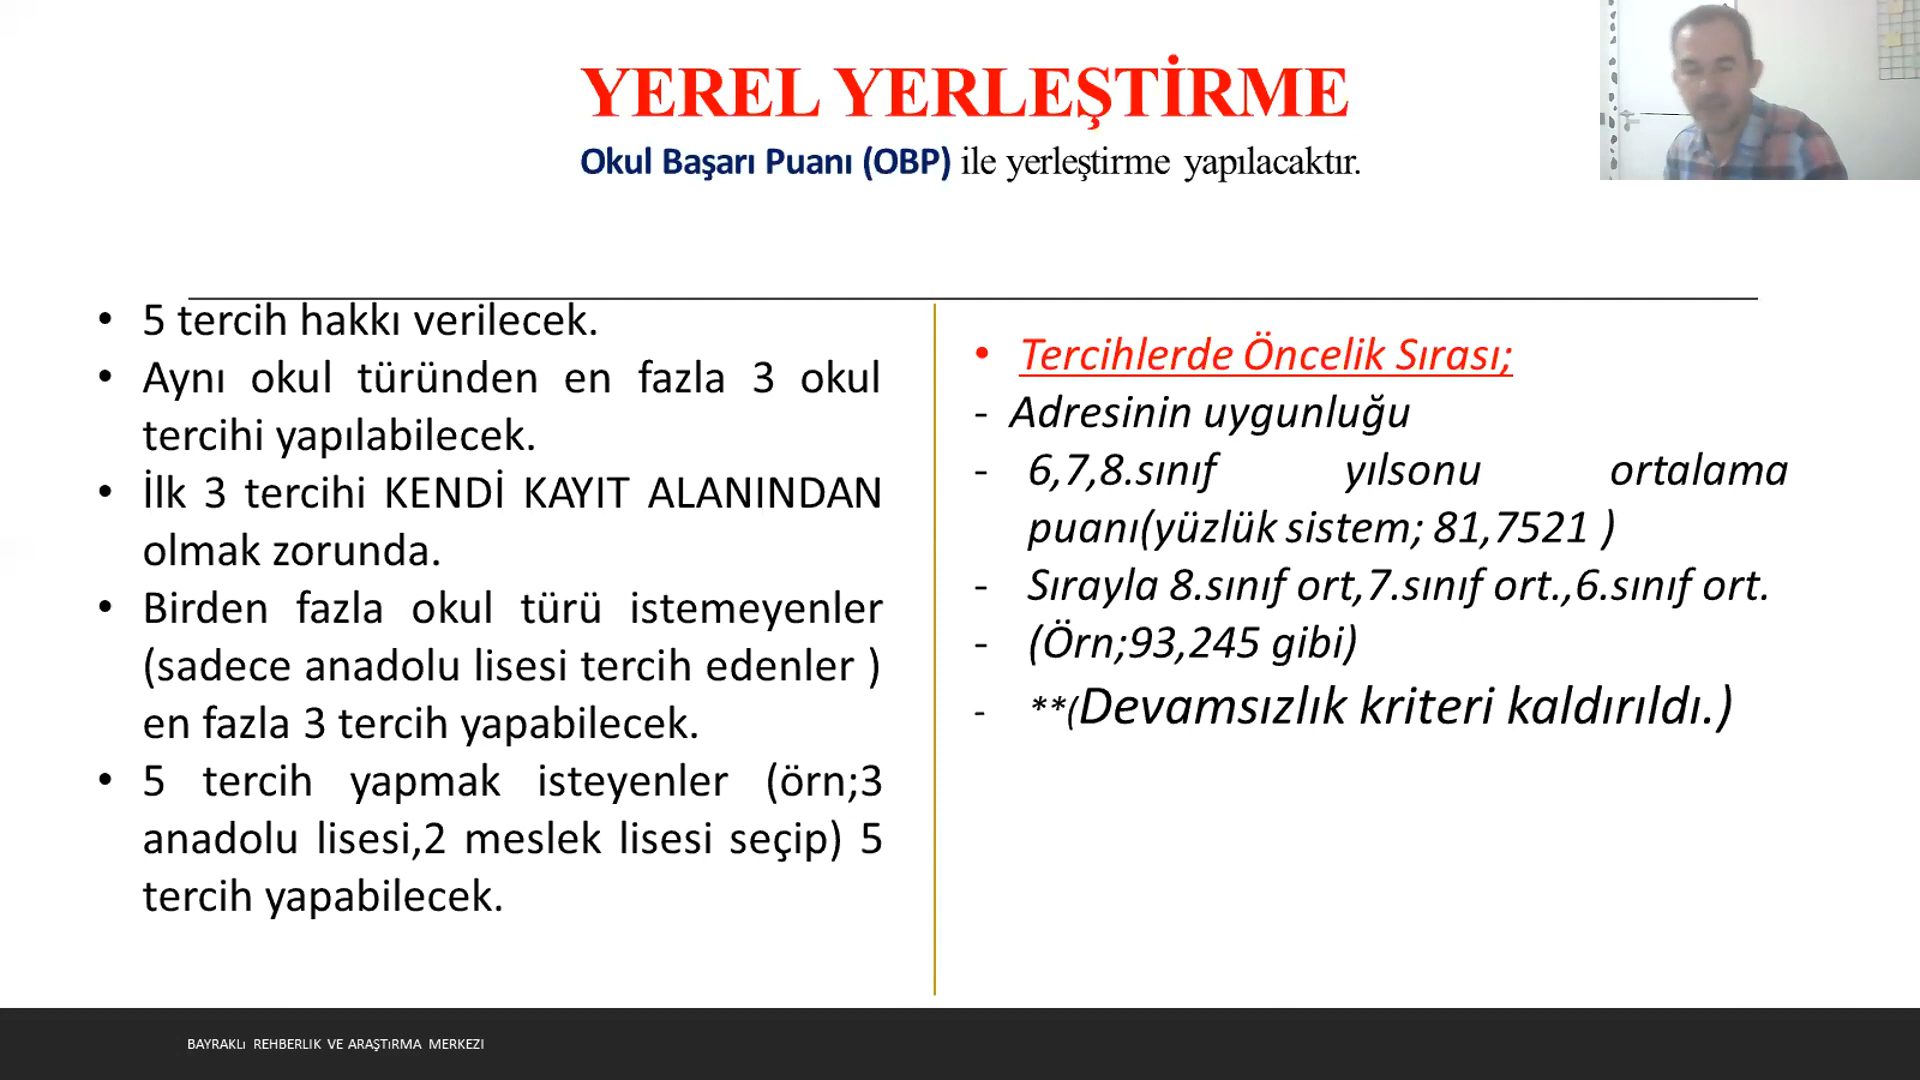 YEREL YERLEŞTİRME
Okul Başarı Puanı (OBP) ile yerleştirme yapılacaktır.
• 5 tercih hakkı verilecek.
• Aynı okul türünden en fazla 3 okul
tercihi yapılabilecek.
• İlk 3 tercihi KENDİ KAYIT ALANINDAN
olmak zorunda.
• Birden fazla okul türü istemeyenler
(sadece anadolu lisesi tercih edenler )
en fazla 3 tercih yapabilecek.
• 5 tercih yapmak isteyenler (örn;3
anadolu lisesi,2 meslek lisesi seçip) 5
tercih yapabilecek.
• Tercihlerde Öncelik Sırası;
- Adresinin uygunluğu
- 6,7,8.sınıf yılsonu ortalama
puanı(yüzlük sistem; 81,7521 )
- Sırayla 8.sınıf ort,7.sınıf ort.,6.sınıf ort.
- (Örn;93,245 gibi)
- **(Devamsızlık kriteri kaldırıldı.)
BAYRAKLı REHBERLIK VE ARAŞTıRMA MERKEZI